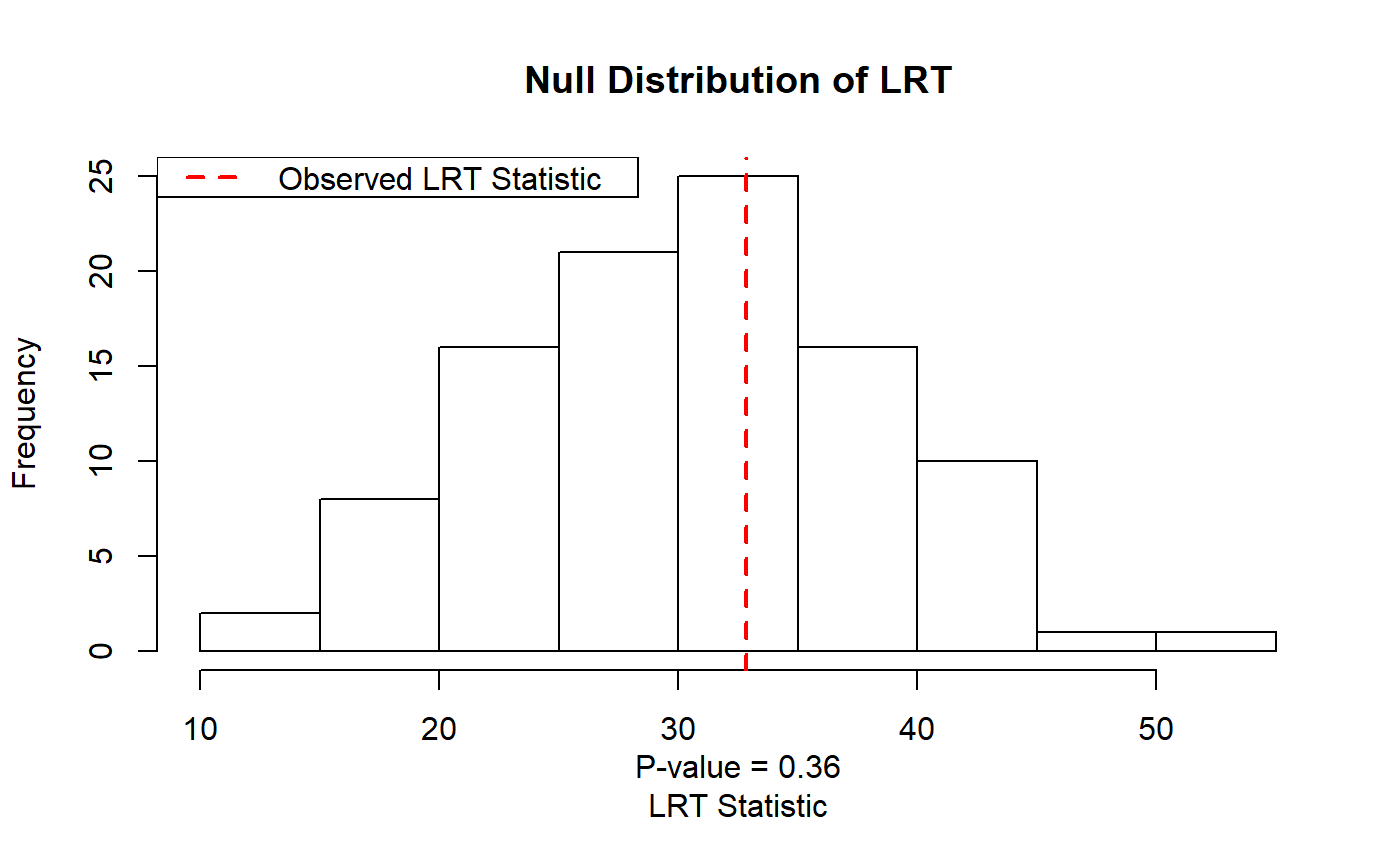 Null Distribution of LRT
Observed LRT Statistic
Frequency
25
20
15
10
5
0
10 20 30 40 50
P-value = 0.36
LRT Statistic